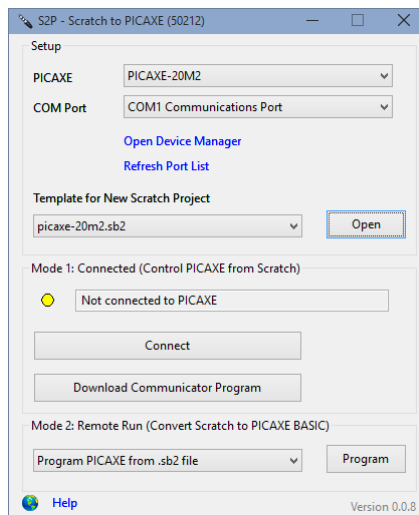 S2P - Scratch to PICAXE (50212)
Setup
PICAXE
PICAXE-20M2
COM Port
COM1 Communications Port
Open Device Manager
Refresh Port List
Template for New Scratch Project
picaxe-20m2.sb2
Open
Mode 1: Connected (Control PICAXE from Scratch)
Not connected to PICAXE
Connect
Download Communicator Program
Mode 2: Remote Run (Convert Scratch to PICAXE BASIC)
Program PICAXE from .sb2 file
Program
Help
Version 0.0.8